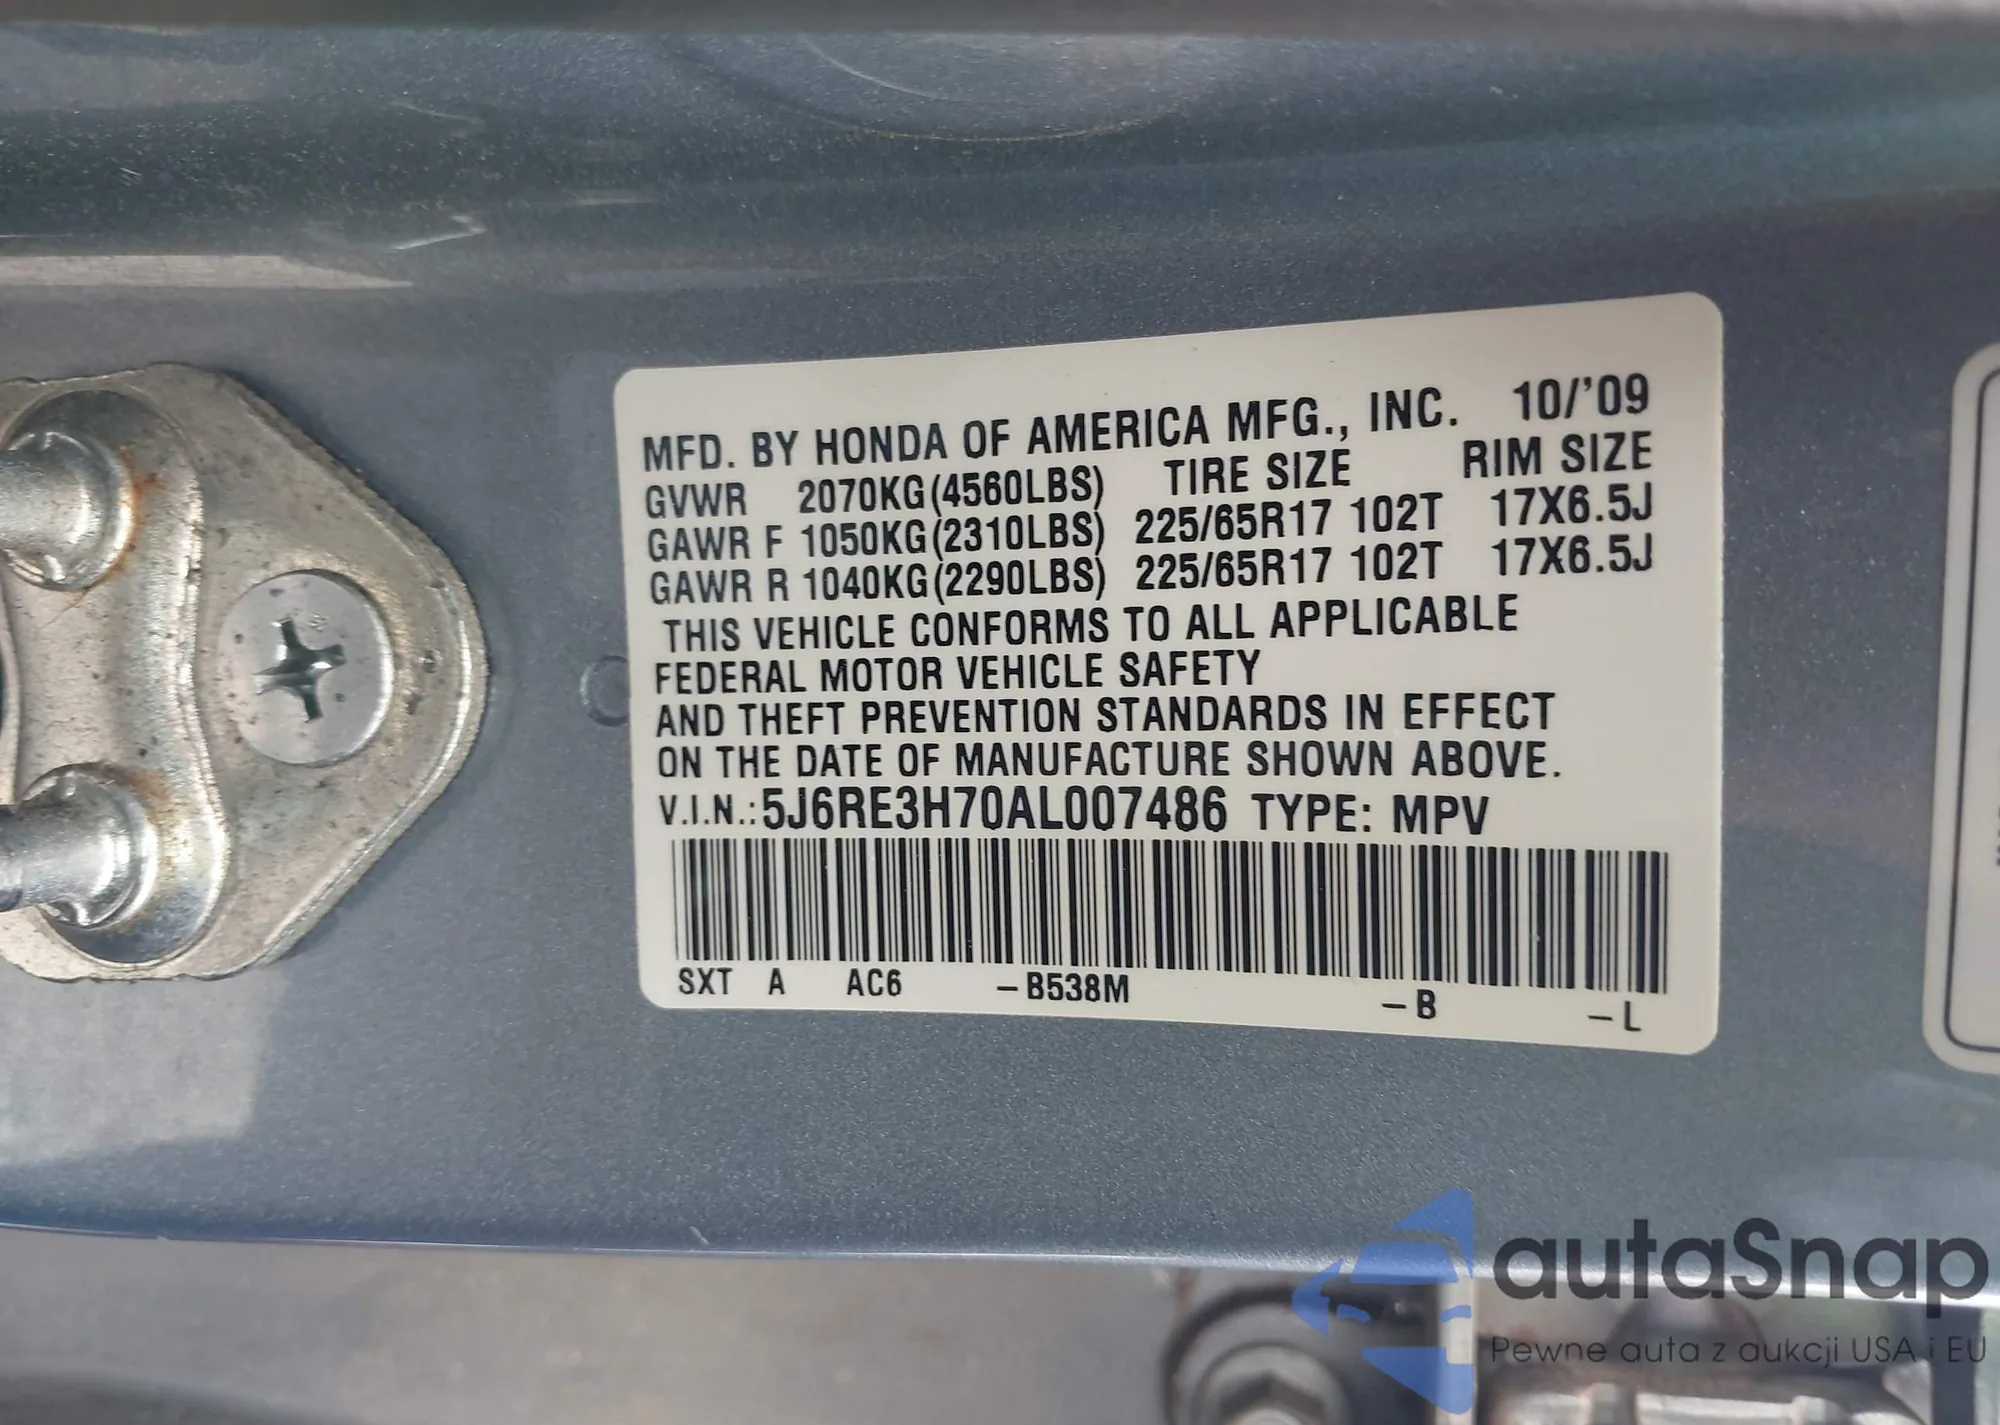 MFD. BY HONDA OF AMERICA MFG., INC. 10/'09
GVWR 2070KG(4560LBS) TIRE SIZE RIM SIZE
GAWR F 1050KG(2310LBS) 225/65R17 102T 17X6.5J
GAWR R 1040KG(2290LBS) 225/65R17 102T 17X6.5J
THIS VEHICLE CONFORMS TO ALL APPLICABLE
FEDERAL MOTOR VEHICLE SAFETY
AND THEFT PREVENTION STANDARDS IN EFFECT
ON THE DATE OF MANUFACTURE SHOWN ABOVE.
V.I.N.: 5J6RE3H70AL007486 TYPE: MPV
SXT A AC6 –B538M –B –L
autaSnap
Pewne auta z aukcji USA i EU